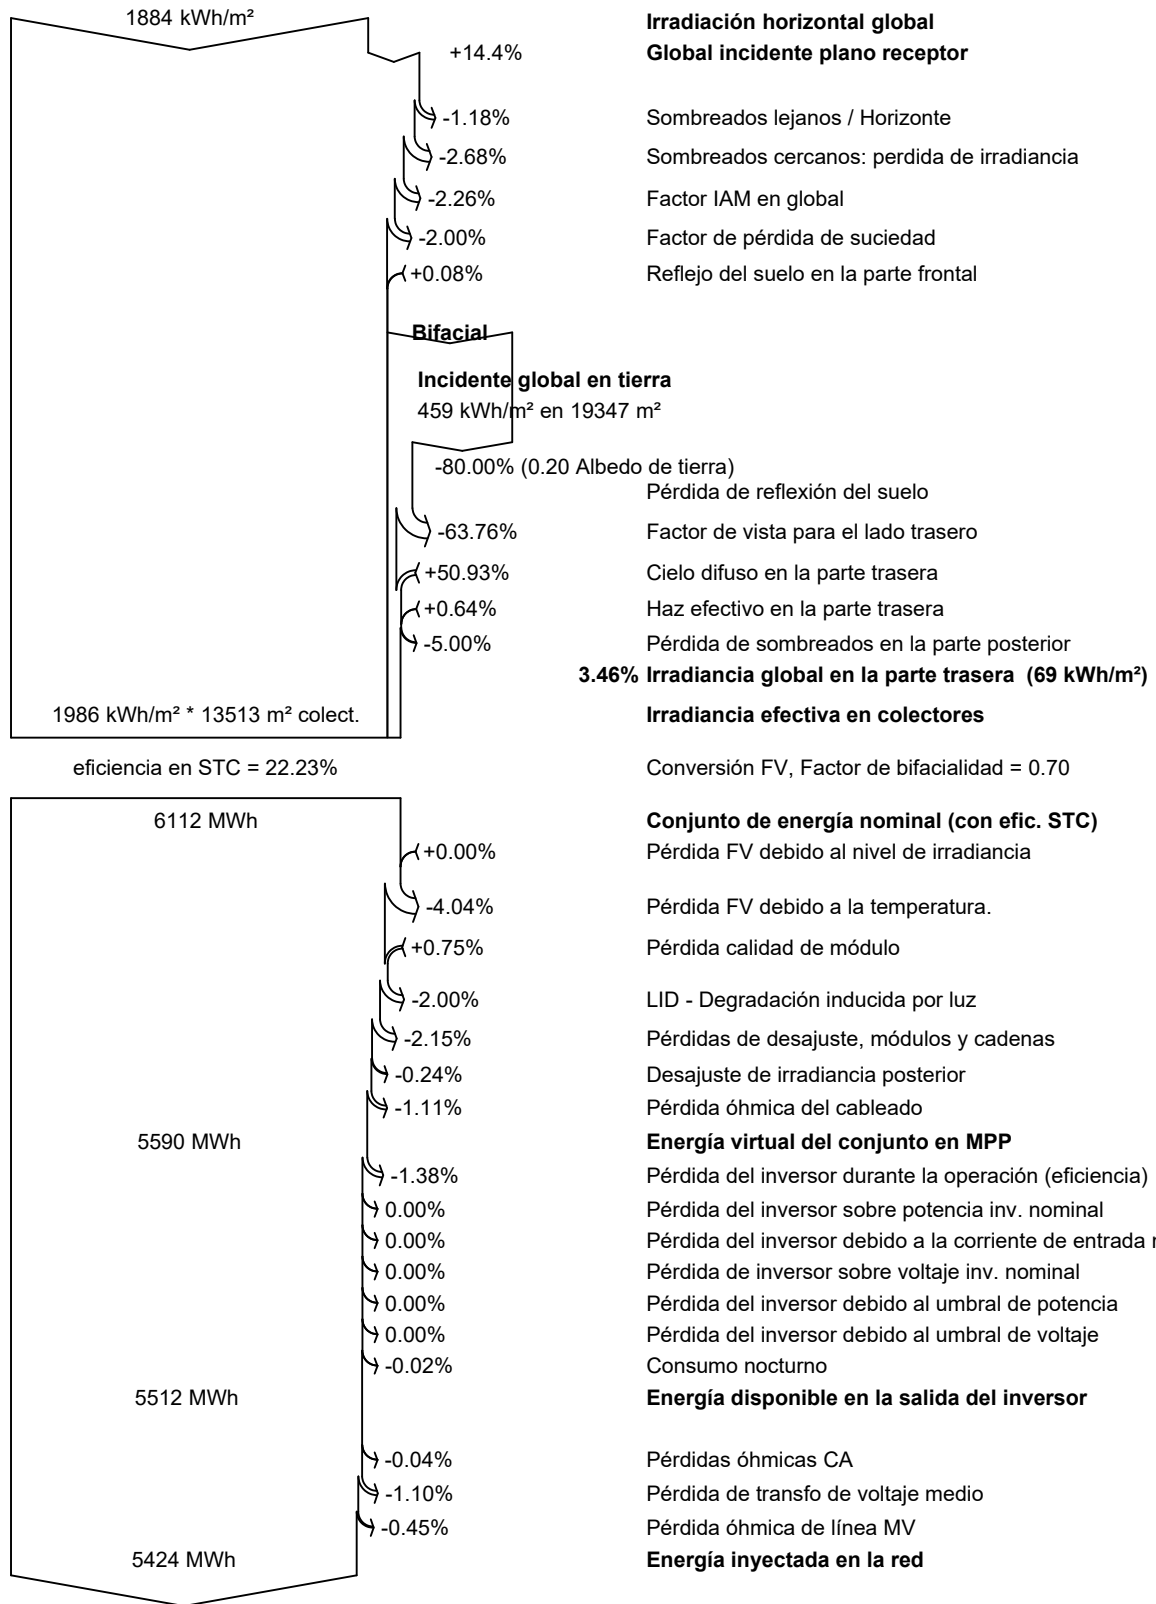 1884 kWh/m² Irradiación horizontal global
+14.4% Global incidente plano receptor
-1.18% Sombreados lejanos / Horizonte
-2.68% Sombreados cercanos: perdida de irradiancia
-2.26% Factor IAM en global
-2.00% Factor de pérdida de suciedad
+0.08% Reflejo del suelo en la parte frontal
Bifacial
Incidente global en tierra
459 kWh/m² en 19347 m²
-80.00% (0.20 Albedo de tierra)
Pérdida de reflexión del suelo
-63.76% Factor de vista para el lado trasero
+50.93% Cielo difuso en la parte trasera
+0.64% Haz efectivo en la parte trasera
-5.00% Pérdida de sombreados en la parte posterior
3.46% Irradiancia global en la parte trasera (69 kWh/m²)
1986 kWh/m² * 13513 m² colect. Irradiancia efectiva en colectores
eficiencia en STC = 22.23% Conversión FV, Factor de bifacialidad = 0.70
6112 MWh Conjunto de energía nominal (con efic. STC)
+0.00% Pérdida FV debido al nivel de irradiancia
-4.04% Pérdida FV debido a la temperatura.
+0.75% Pérdida calidad de módulo
-2.00% LID - Degradación inducida por luz
-2.15% Pérdidas de desajuste, módulos y cadenas
-0.24% Desajuste de irradiancia posterior
-1.11% Pérdida óhmica del cableado
5590 MWh Energía virtual del conjunto en MPP
-1.38% Pérdida del inversor durante la operación (eficiencia)
0.00% Pérdida del inversor sobre potencia inv. nominal
0.00% Pérdida del inversor debido a la corriente de entrada
0.00% Pérdida de inversor sobre voltaje inv. nominal
0.00% Pérdida del inversor debido al umbral de potencia
0.00% Pérdida del inversor debido al umbral de voltaje
-0.02% Consumo nocturno
5512 MWh Energía disponible en la salida del inversor
-0.04% Pérdidas óhmicas CA
-1.10% Pérdida de transfo de voltaje medio
-0.45% Pérdida óhmica de línea MV
5424 MWh Energía inyectada en la red